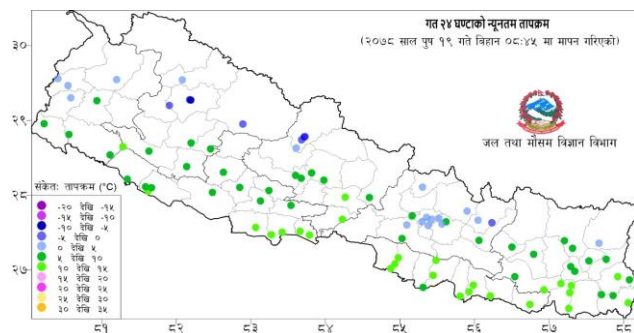 गत २४ घण्टाको न्यूनतम तापक्रम
(२०७८ साल पुष १९ गते बिहान ०८:४५ मा मापन गरिएको)
जल तथा मौसम विज्ञान विभाग
३०
२९
२८
२७
संकेतः तापक्रम (°C)
-२० देखि -१५
-१५ देखि -१०
-१० देखि -५
-५ देखि ०
० देखि ५
५ देखि १०
१० देखि १५
१५ देखि २०
२० देखि २५
२५ देखि ३०
३० देखि ३५
८१ ८२ ८३ ८४ ८५ ८६ ८७ ८८